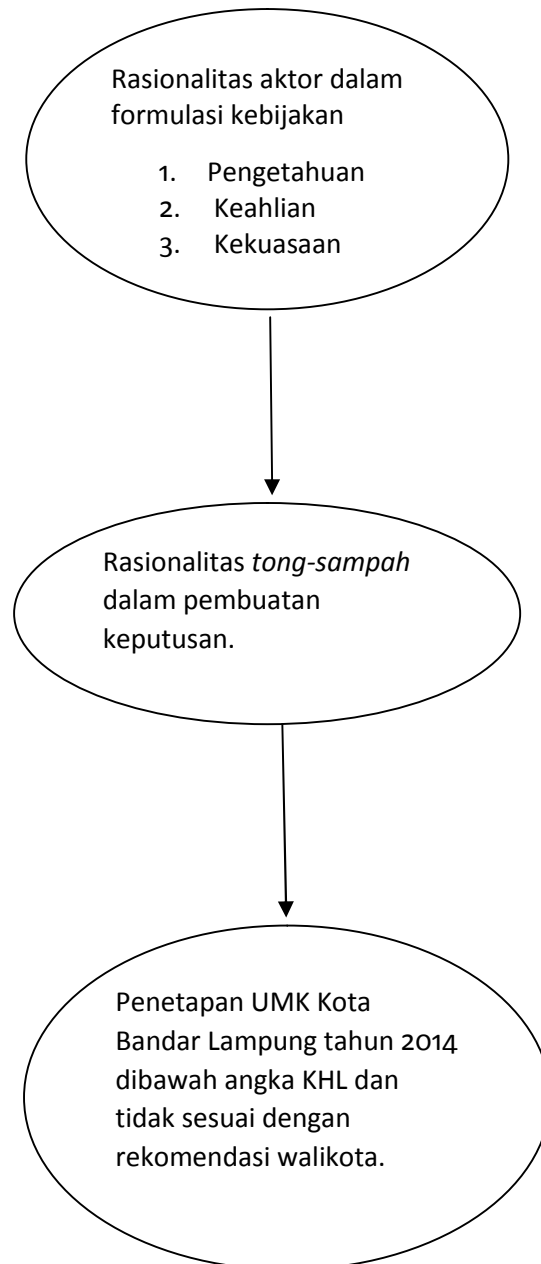 Rasionalitas aktor dalam
formulasi kebijakan
1. Pengetahuan
2. Keahlian
3. Kekuasaan
Rasionalitas tong-sampah
dalam pembuatan
keputusan.
Penetapan UMK Kota
Bandar Lampung tahun 2014
dibawah angka KHL dan
tidak sesuai dengan
rekomendasi walikota.